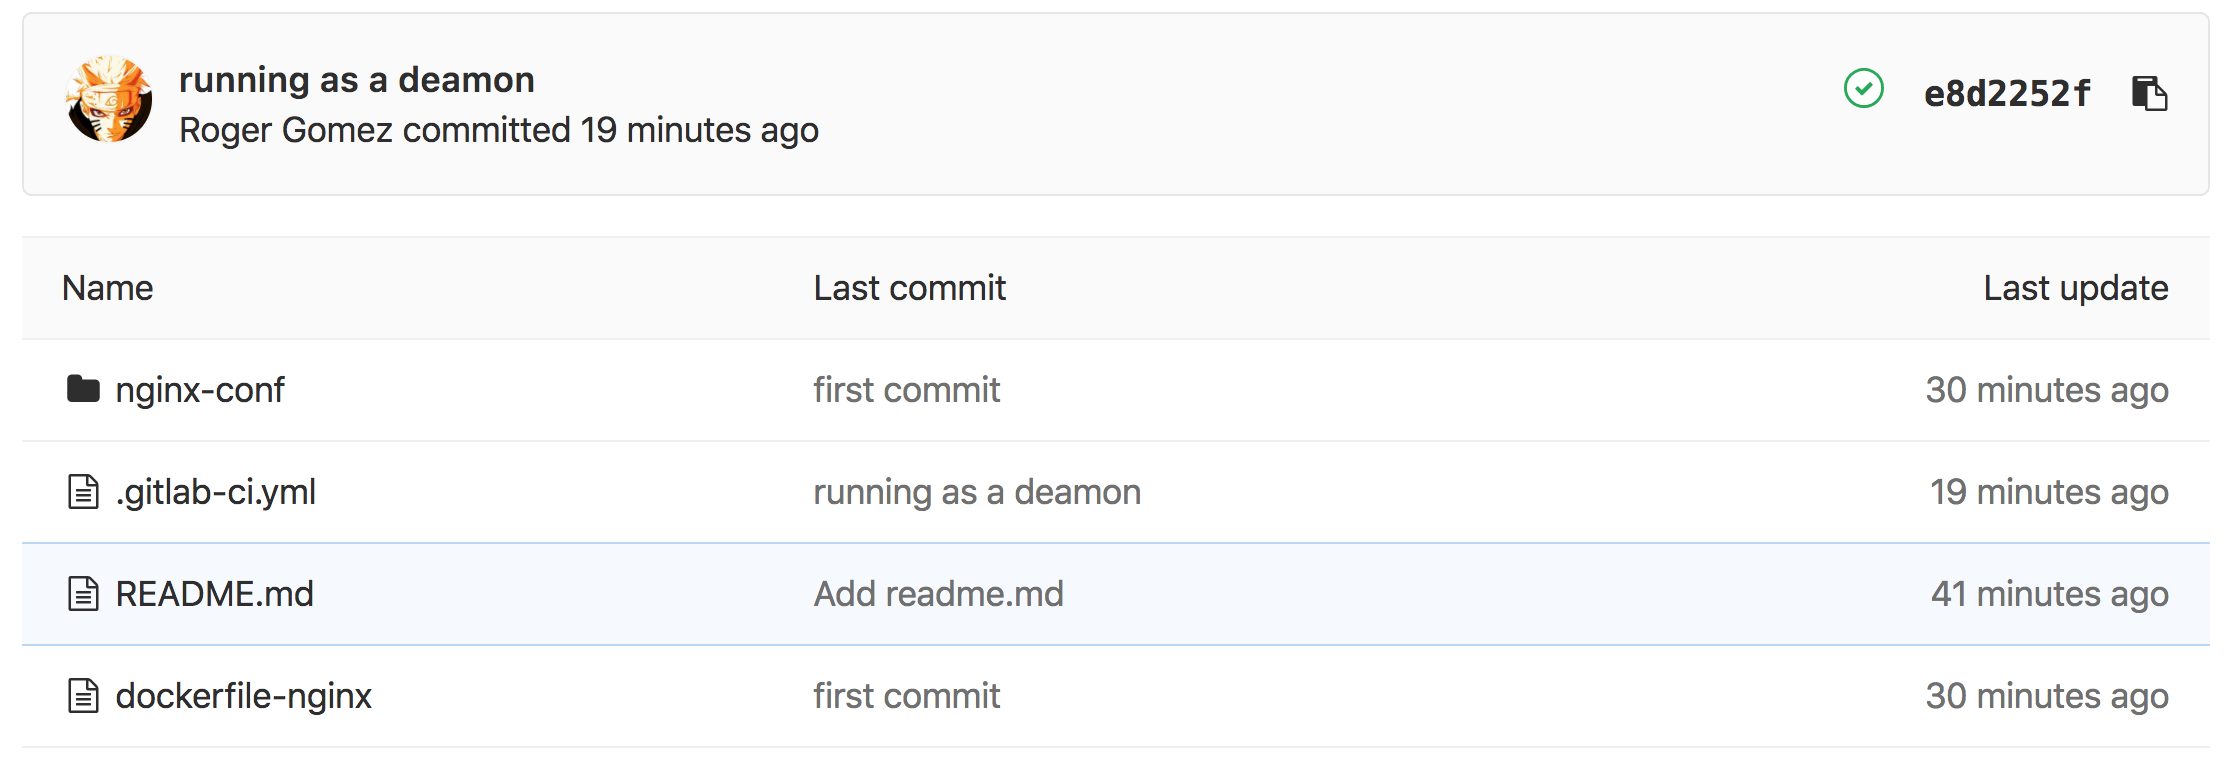 running as a deamon
Roger Gomez committed 19 minutes ago
e8d2252f
Name Last commit Last update
nginx-conf first commit 30 minutes ago
.gitlab-ci.yml running as a deamon 19 minutes ago
README.md Add readme.md 41 minutes ago
dockerfile-nginx first commit 30 minutes ago